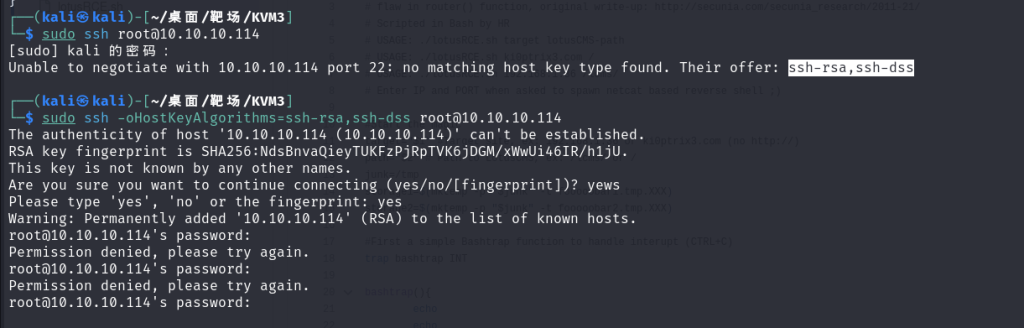 ┌──(kali㉿kali)-[~/桌面/靶场/KVM3]
└─$ sudo ssh root@10.10.10.114
[sudo] kali 的密码：
Unable to negotiate with 10.10.10.114 port 22: no matching host key type found. Their offer: ssh-rsa,ssh-dss
┌──(kali㉿kali)-[~/桌面/靶场/KVM3]
└─$ sudo ssh -oHostKeyAlgorithms=ssh-rsa,ssh-dss root@10.10.10.114
The authenticity of host '10.10.10.114 (10.10.10.114)' can't be established.
RSA key fingerprint is SHA256:NdsBnvaQieyTUKFzPjRpTVK6jDGM/xWwUi46IR/h1jU.
This key is not known by any other names.
Are you sure you want to continue connecting (yes/no/[fingerprint])? yews
Please type 'yes', 'no' or the fingerprint: yes
Warning: Permanently added '10.10.10.114' (RSA) to the list of known hosts.
root@10.10.10.114's password:
Permission denied, please try again.
root@10.10.10.114's password:
Permission denied, please try again.
root@10.10.10.114's password: